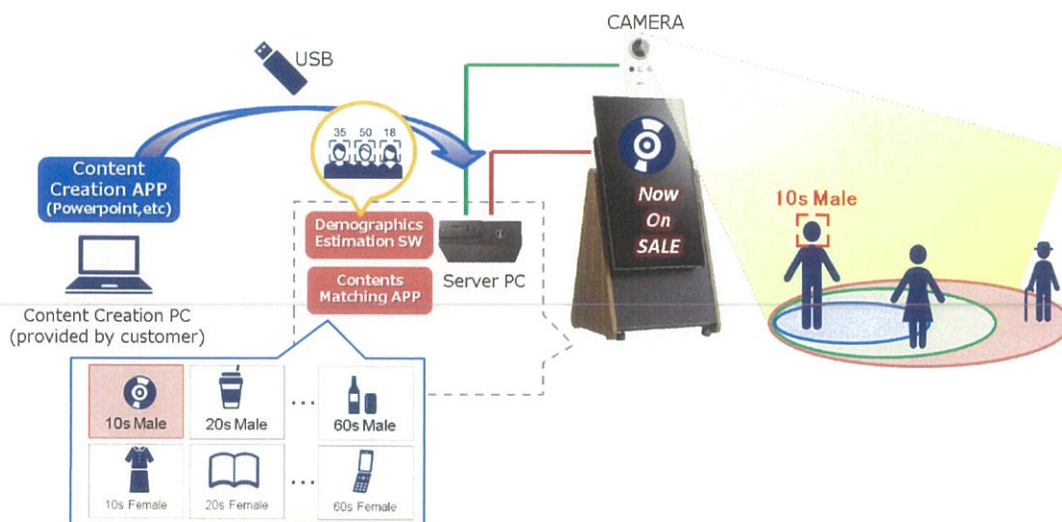 CAMERA
USB
35 50 18
Content
Creation APP
(Powerpoint,etc)
Now
On
SALE
10s Male
Demographics
Estimation SW
Server PC
Contents
Matching APP
Content Creation PC
(provided by customer)
10s Male
20s Male
...
60s Male
10s Female
20s Female
...
60s Female